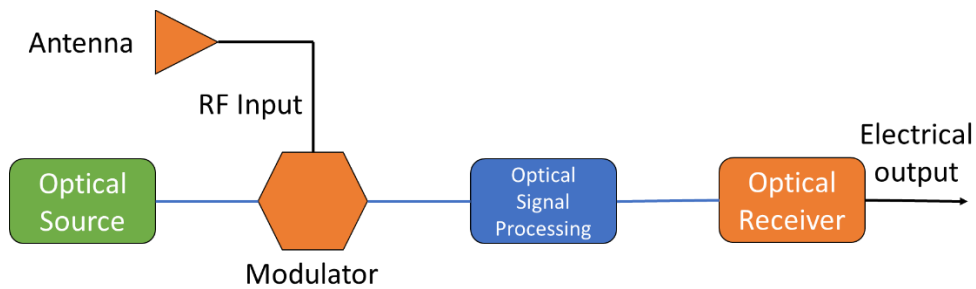 Antenna
RF Input
Optical
Source
Modulator
Optical
Signal
Processing
Optical
Receiver
Electrical
output